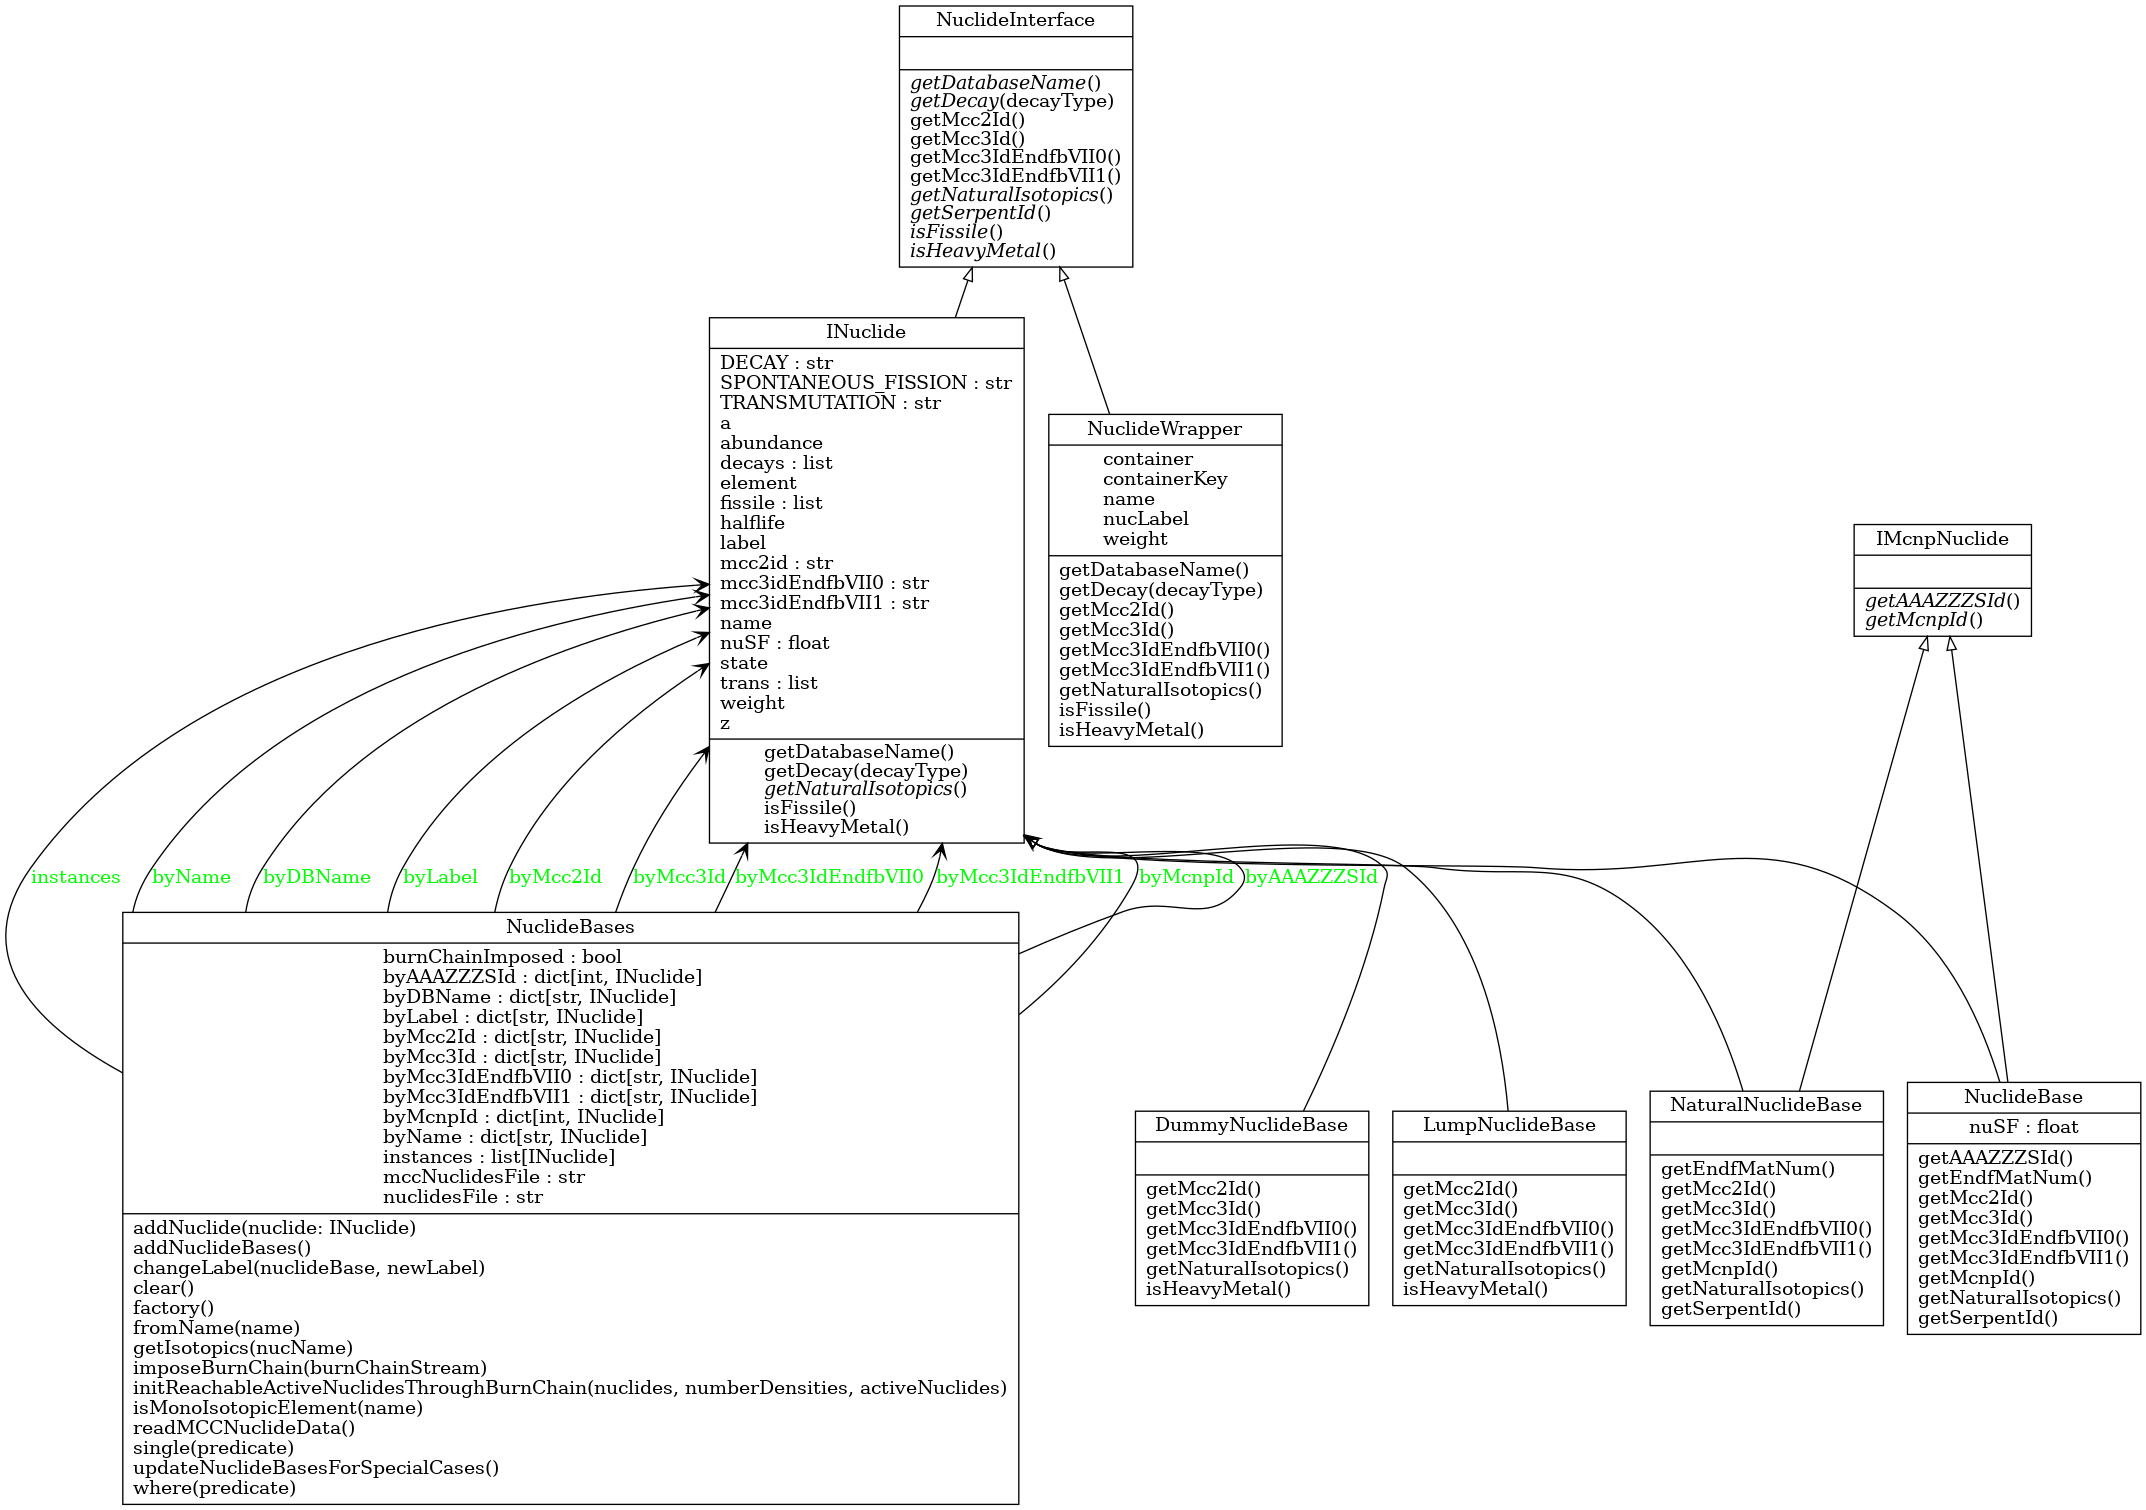 NuclideInterface
getDatabaseName()
getDecay(decayType)
getMcc2Id()
getMcc3Id()
getMcc3IdEndfbVII0()
getMcc3IdEndfbVII1()
getNaturalIsotopics()
getSerpentId()
isFissile()
isHeavyMetal()
INuclide
DECAY : str
SPONTANEOUS_FISSION : str
TRANSMUTATION : str
a
abundance
decays : list
element
fissile : list
halflife
label
mcc2id : str
mcc3idEndfbVII0 : str
mcc3idEndfbVII1 : str
name
nuSF : float
state
trans : list
weight
z
getDatabaseName()
getDecay(decayType)
getNaturalIsotopics()
isFissile()
isHeavyMetal()
NuclideWrapper
container
containerKey
name
nucLabel
weight
getDatabaseName()
getDecay(decayType)
getMcc2Id()
getMcc3Id()
getMcc3IdEndfbVII0()
getMcc3IdEndfbVII1()
getNaturalIsotopics()
isFissile()
isHeavyMetal()
IMcnpNuclide
getAAAZZZSId()
getMcnpId()
instances
byName
byDBName
byLabel
byMcc2Id
byMcc3Id
byMcc3IdEndfbVII0
byMcc3IdEndfbVII1
byMcnpId
byAAAZZZSId
NuclideBases
burnChainImposed : bool
byAAAZZZSId : dict[int, INuclide]
byDBName : dict[str, INuclide]
byLabel : dict[str, INuclide]
byMcc2Id : dict[str, INuclide]
byMcc3Id : dict[str, INuclide]
byMcc3IdEndfbVII0 : dict[str, INuclide]
byMcc3IdEndfbVII1 : dict[str, INuclide]
byMcnpId : dict[int, INuclide]
byName : dict[str, INuclide]
instances : list[INuclide]
mccNuclidesFile : str
nuclidesFile : str
addNuclide(nuclide: INuclide)
addNuclideBases()
changeLabel(nuclideBase, newLabel)
clear()
factory()
fromName(name)
getIsotopics(nucName)
imposeBurnChain(burnChainStream)
initReachableActiveNuclidesThroughBurnChain(nuclides, numberDensities, activeNuclides)
isMonoIsotopicElement(name)
readMCCNuclideData()
single(predicate)
updateNuclideBasesForSpecialCases()
where(predicate)
DummyNuclideBase
getMcc2Id()
getMcc3Id()
getMcc3IdEndfbVII0()
getMcc3IdEndfbVII1()
getNaturalIsotopics()
isHeavyMetal()
LumpNuclideBase
getMcc2Id()
getMcc3Id()
getMcc3IdEndfbVII0()
getMcc3IdEndfbVII1()
getNaturalIsotopics()
isHeavyMetal()
NaturalNuclideBase
getEndfMatNum()
getMcc2Id()
getMcc3Id()
getMcc3IdEndfbVII0()
getMcc3IdEndfbVII1()
getMcnpId()
getNaturalIsotopics()
getSerpentId()
NuclideBase
nuSF : float
getAAAZZZSId()
getEndfMatNum()
getMcc2Id()
getMcc3Id()
getMcc3IdEndfbVII0()
getMcc3IdEndfbVII1()
getMcnpId()
getNaturalIsotopics()
getSerpentId()